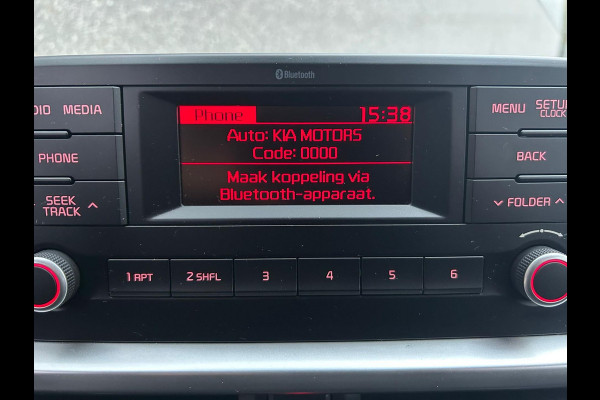 Bluetooth
DIO MEDIA
PHONE
SEEK
TRACK
Phone 15:38
Auto: KIA MOTORS
Code: 0000
Maak koppeling via
Bluetooth-apparaat.
MENU SETUP
CLOCK
BACK
FOLDER
1 APT 2 SHFL 3 4 5 6